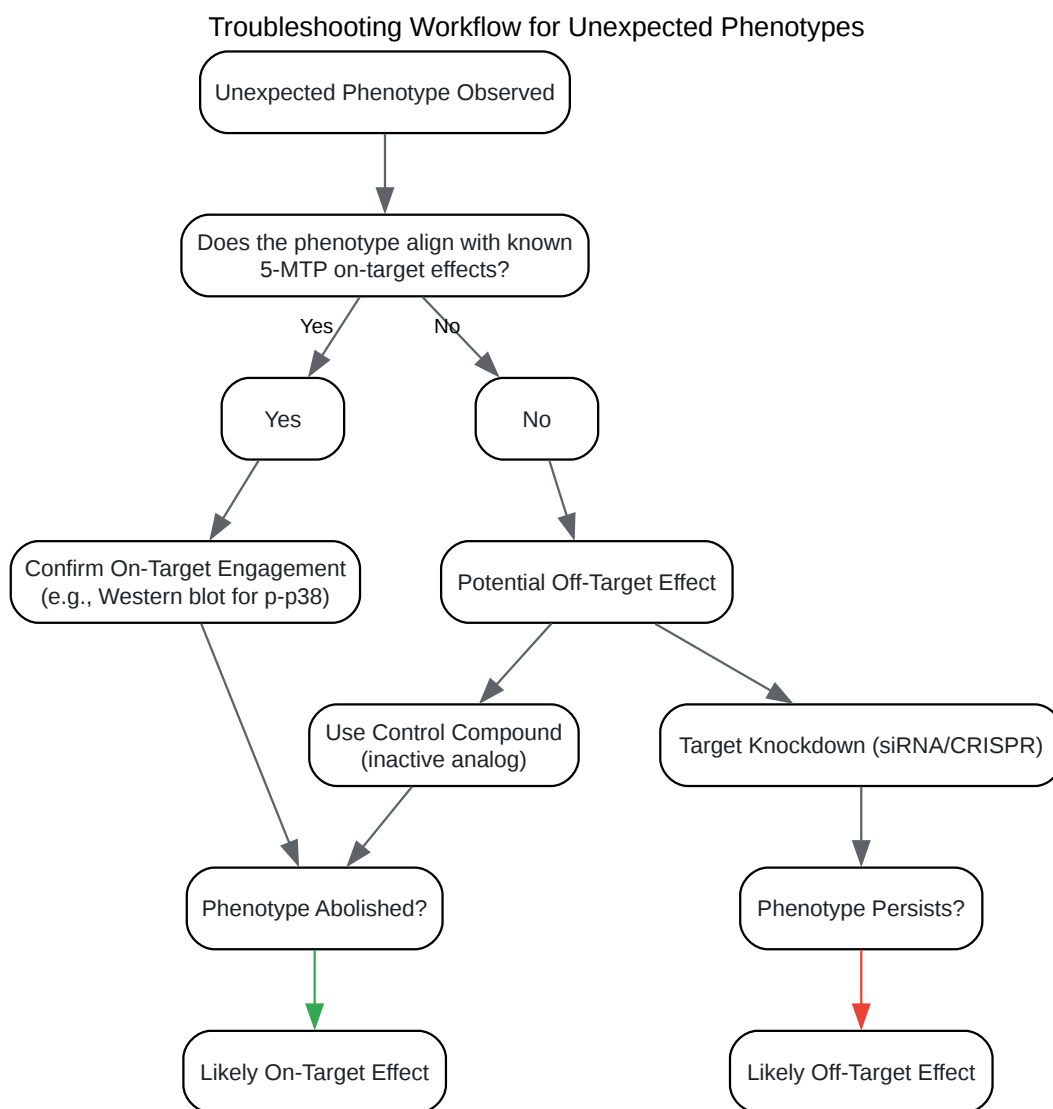 Troubleshooting Workflow for Unexpected Phenotypes
Unexpected Phenotype Observed
Does the phenotype align with known
5-MTP on-target effects?
Yes
No
Yes
No
Confirm On-Target Engagement
(e.g., Western blot for p-p38)
Potential Off-Target Effect
Use Control Compound
(inactive analog)
Target Knockdown (siRNA/CRISPR)
Phenotype Abolished?
Phenotype Persists?
Likely On-Target Effect
Likely Off-Target Effect